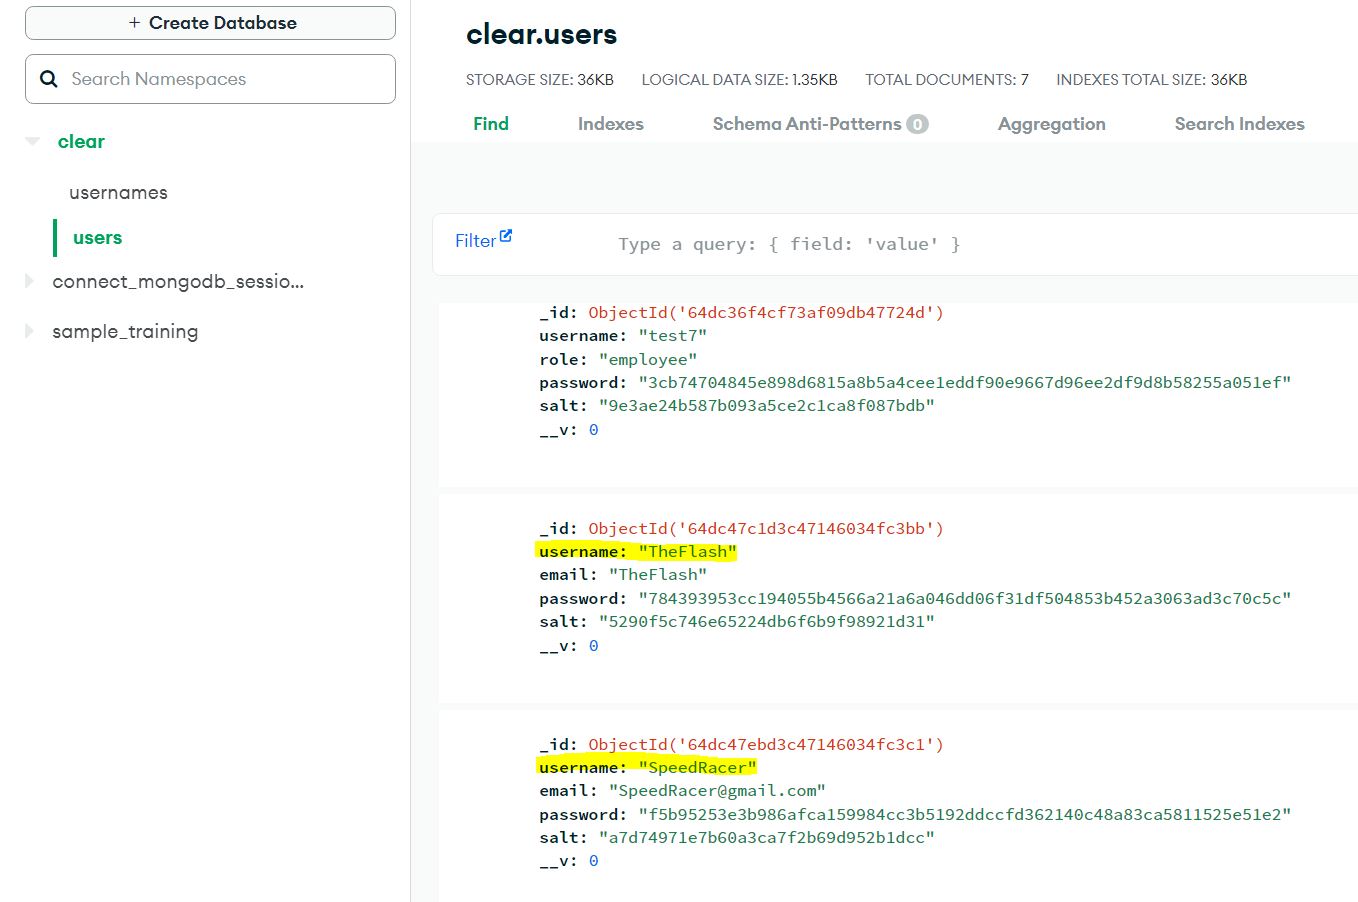 + Create Database
Search Namespaces
clear
usernames
users
connect_mongodb_sessio...
sample_training
clear.users
STORAGE SIZE: 36KB LOGICAL DATA SIZE: 1.35KB TOTAL DOCUMENTS: 7 INDEXES TOTAL SIZE: 36KB
Find Indexes Schema Anti-Patterns 0 Aggregation Search Indexes
Filter Type a query: { field: 'value' }
_id: ObjectId('64dc36f4cf73af09db47724d')
username: "test7"
role: "employee"
password: "3cb74704845e898d6815a8b5a4cee1eddf90e9667d96ee2df9d8b58255a051ef"
salt: "9e3ae24b587b093a5ce2c1ca8f087bdb"
__v: 0
_id: ObjectId('64dc47c1d3c47146034fc3bb')
username: "TheFlash"
email: "TheFlash"
password: "784393953cc194055b4566a21a6a046dd06f31df504853b452a3063ad3c70c5c"
salt: "5290f5c746e65224db6f6b9f98921d31"
__v: 0
_id: ObjectId('64dc47ebd3c47146034fc3c1')
username: "SpeedRacer"
email: "SpeedRacer@gmail.com"
password: "f5b95253e3b986afca159984cc3b5192ddccfd362140c48a83ca5811525e51e2"
salt: "a7d74971e7b60a3ca7f2b69d952b1dcc"
__v: 0